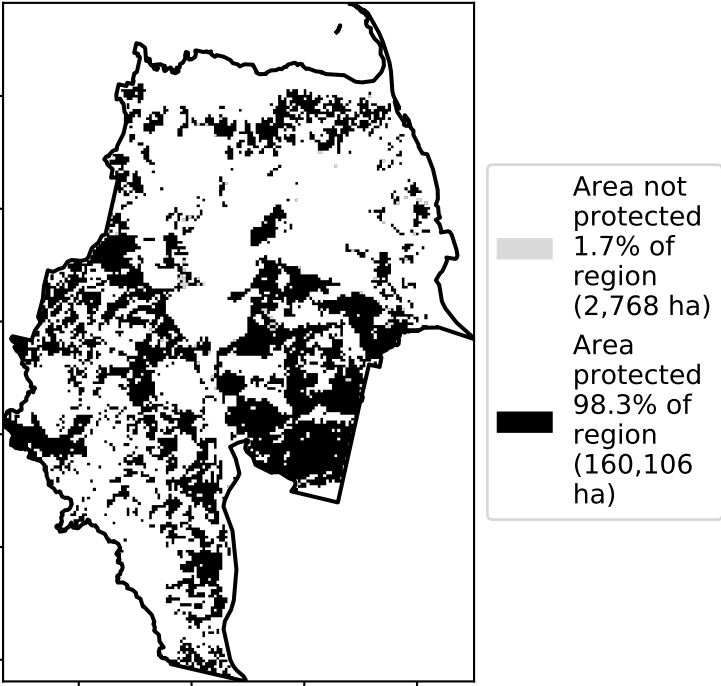 Area not
protected
1.7% of
region
(2,768 ha)
Area
protected
98.3% of
region
(160,106
ha)